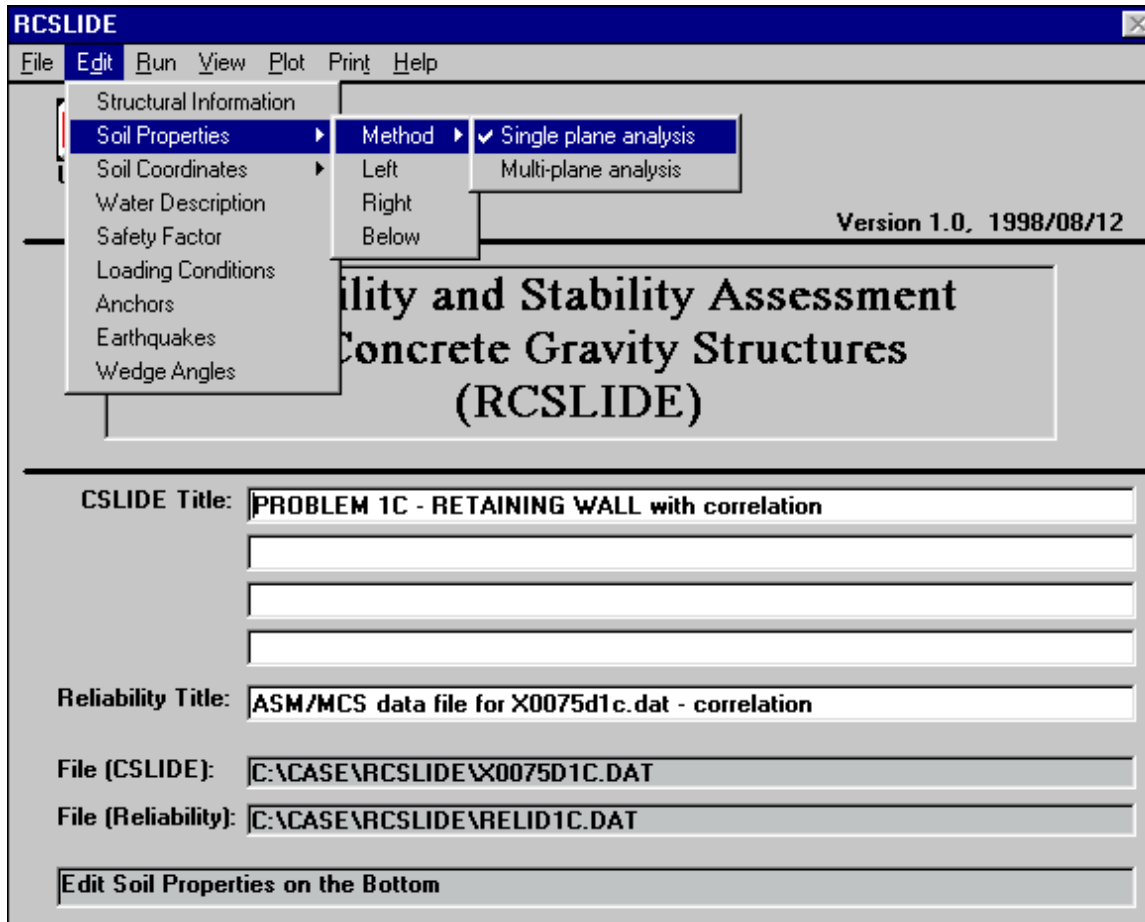 RCSLIDE
File Edit Run View Plot Print Help
Structural Information
Soil Properties Method Single plane analysis
Soil Coordinates Left Multi-plane analysis
Water Description Right
Safety Factor Below
Version 1.0, 1998/08/12
Loading Conditions
Anchors
Earthquakes
Wedge Angles
ility and Stability Assessment
Concrete Gravity Structures
(RCSLIDE)
CSLIDE Title: PROBLEM 1C - RETAINING WALL with correlation
Reliability Title: ASM/MCS data file for X0075d1c.dat - correlation
File (CSLIDE): C:\CASE\RCSLIDE\X0075D1C.DAT
File (Reliability): C:\CASE\RCSLIDE\RELID1C.DAT
Edit Soil Properties on the Bottom